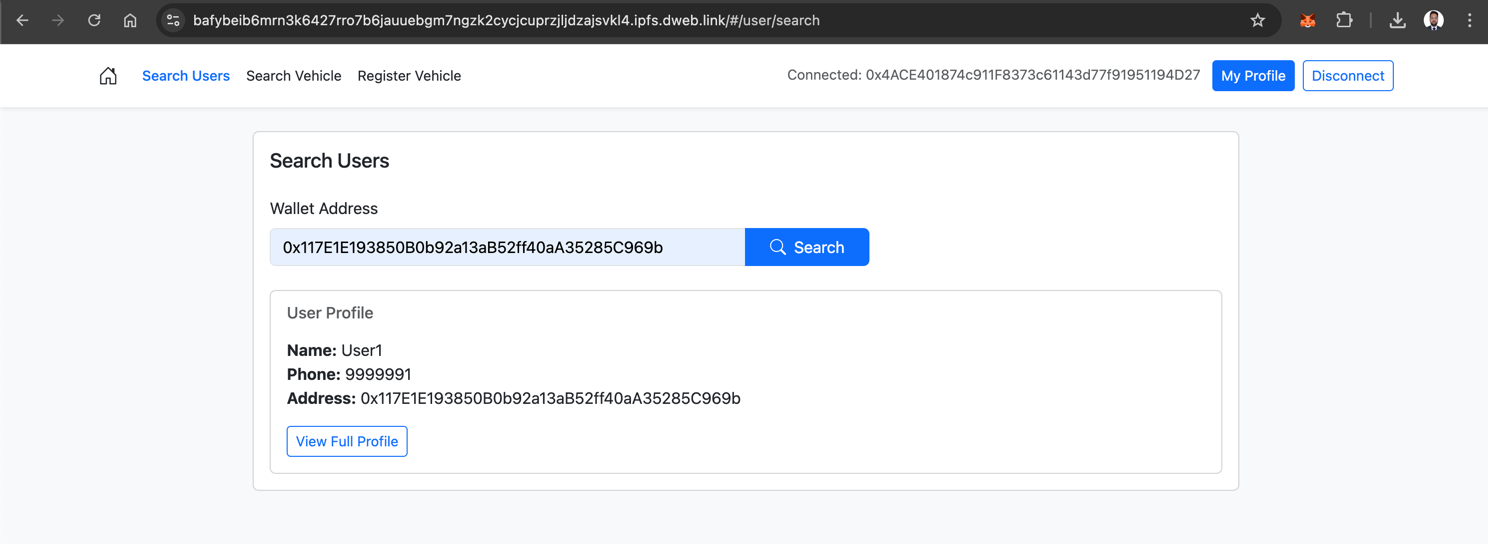 bafybeib6mrn3k6427rro7b6jauuebgm7ngzk2cycjcuprzjljdzajsvkl4.ipfs.dweb.link/#/user/search
Search Users Search Vehicle Register Vehicle Connected: 0x4ACE401874c911F8373c61143d77f91951194D27 My Profile Disconnect
Search Users
Wallet Address
0x117E1E193850B0b92a13aB52ff40aA35285C969b Search
User Profile
Name: User1
Phone: 9999991
Address: 0x117E1E193850B0b92a13aB52ff40aA35285C969b
View Full Profile